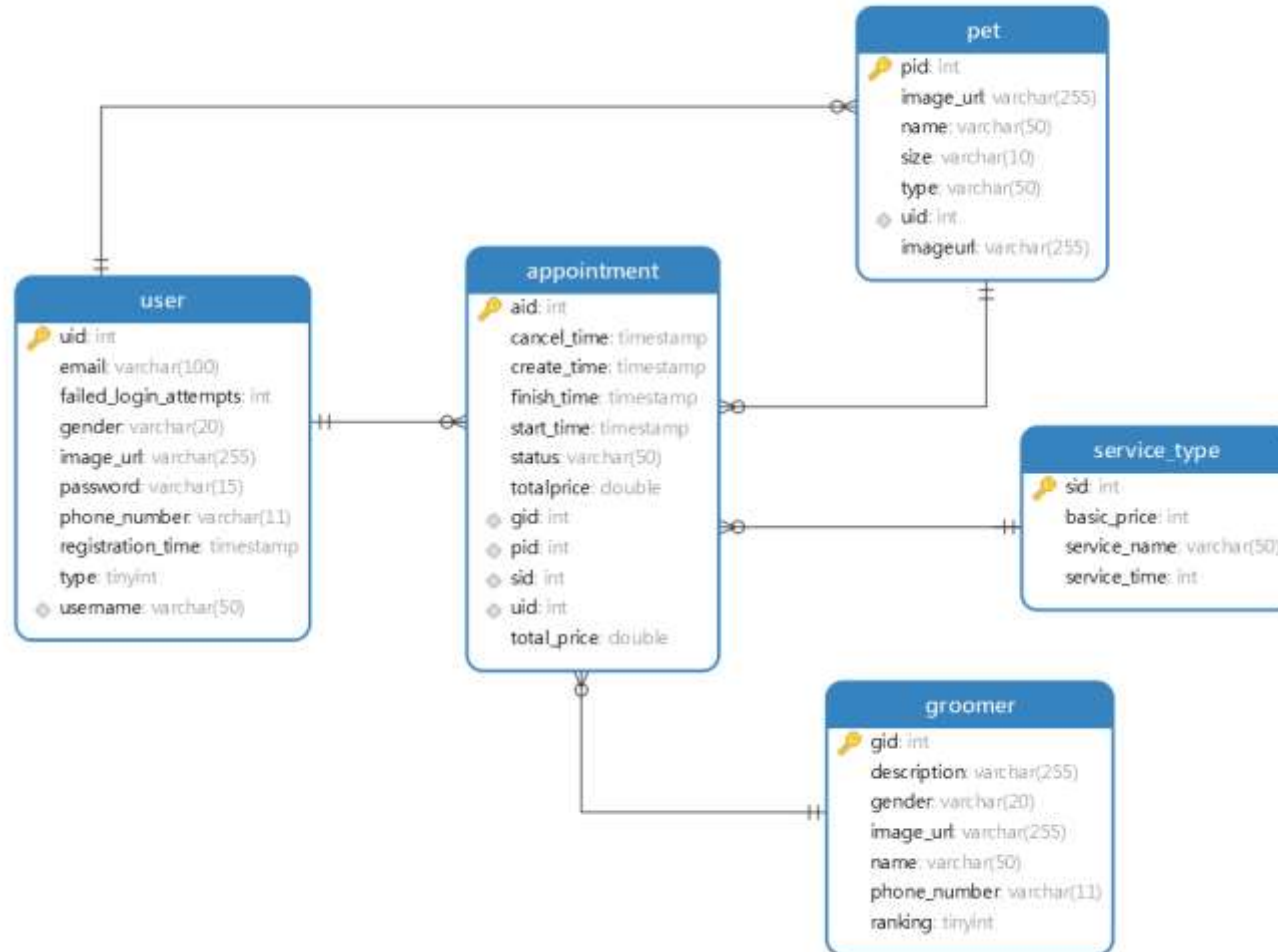 pet
pid: int
image_url: varchar(255)
name: varchar(50)
size: varchar(10)
type: varchar(50)
uid: int
imageurl: varchar(255)
user
uid: int
email: varchar(100)
failed_login_attempts: int
gender: varchar(20)
image_url: varchar(255)
password: varchar(15)
phone_number: varchar(11)
registration_time: timestamp
type: tinyint
username: varchar(50)
appointment
aid: int
cancel_time: timestamp
create_time: timestamp
finish_time: timestamp
start_time: timestamp
status: varchar(50)
totalprice: double
gid: int
pid: int
sid: int
uid: int
total_price: double
service_type
sid: int
basic_price: int
service_name: varchar(50)
service_time: int
groomer
gid: int
description: varchar(255)
gender: varchar(20)
image_url: varchar(255)
name: varchar(50)
phone_number: varchar(11)
ranking: tinyint